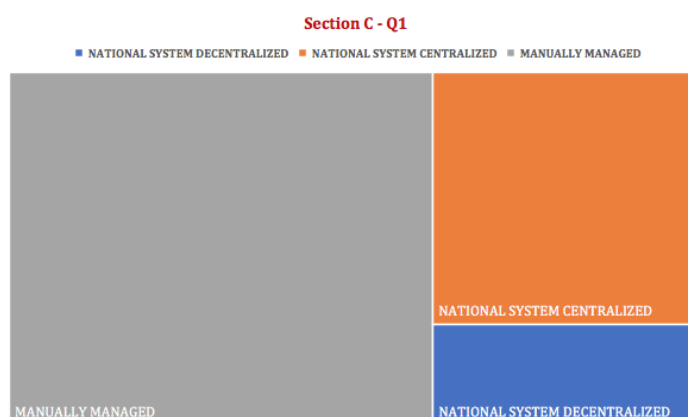 Section C - Q1
NATIONAL SYSTEM DECENTRALIZED NATIONAL SYSTEM CENTRALIZED MANUALLY MANAGED
NATIONAL SYSTEM CENTRALIZED
MANUALLY MANAGED
NATIONAL SYSTEM DECENTRALIZED